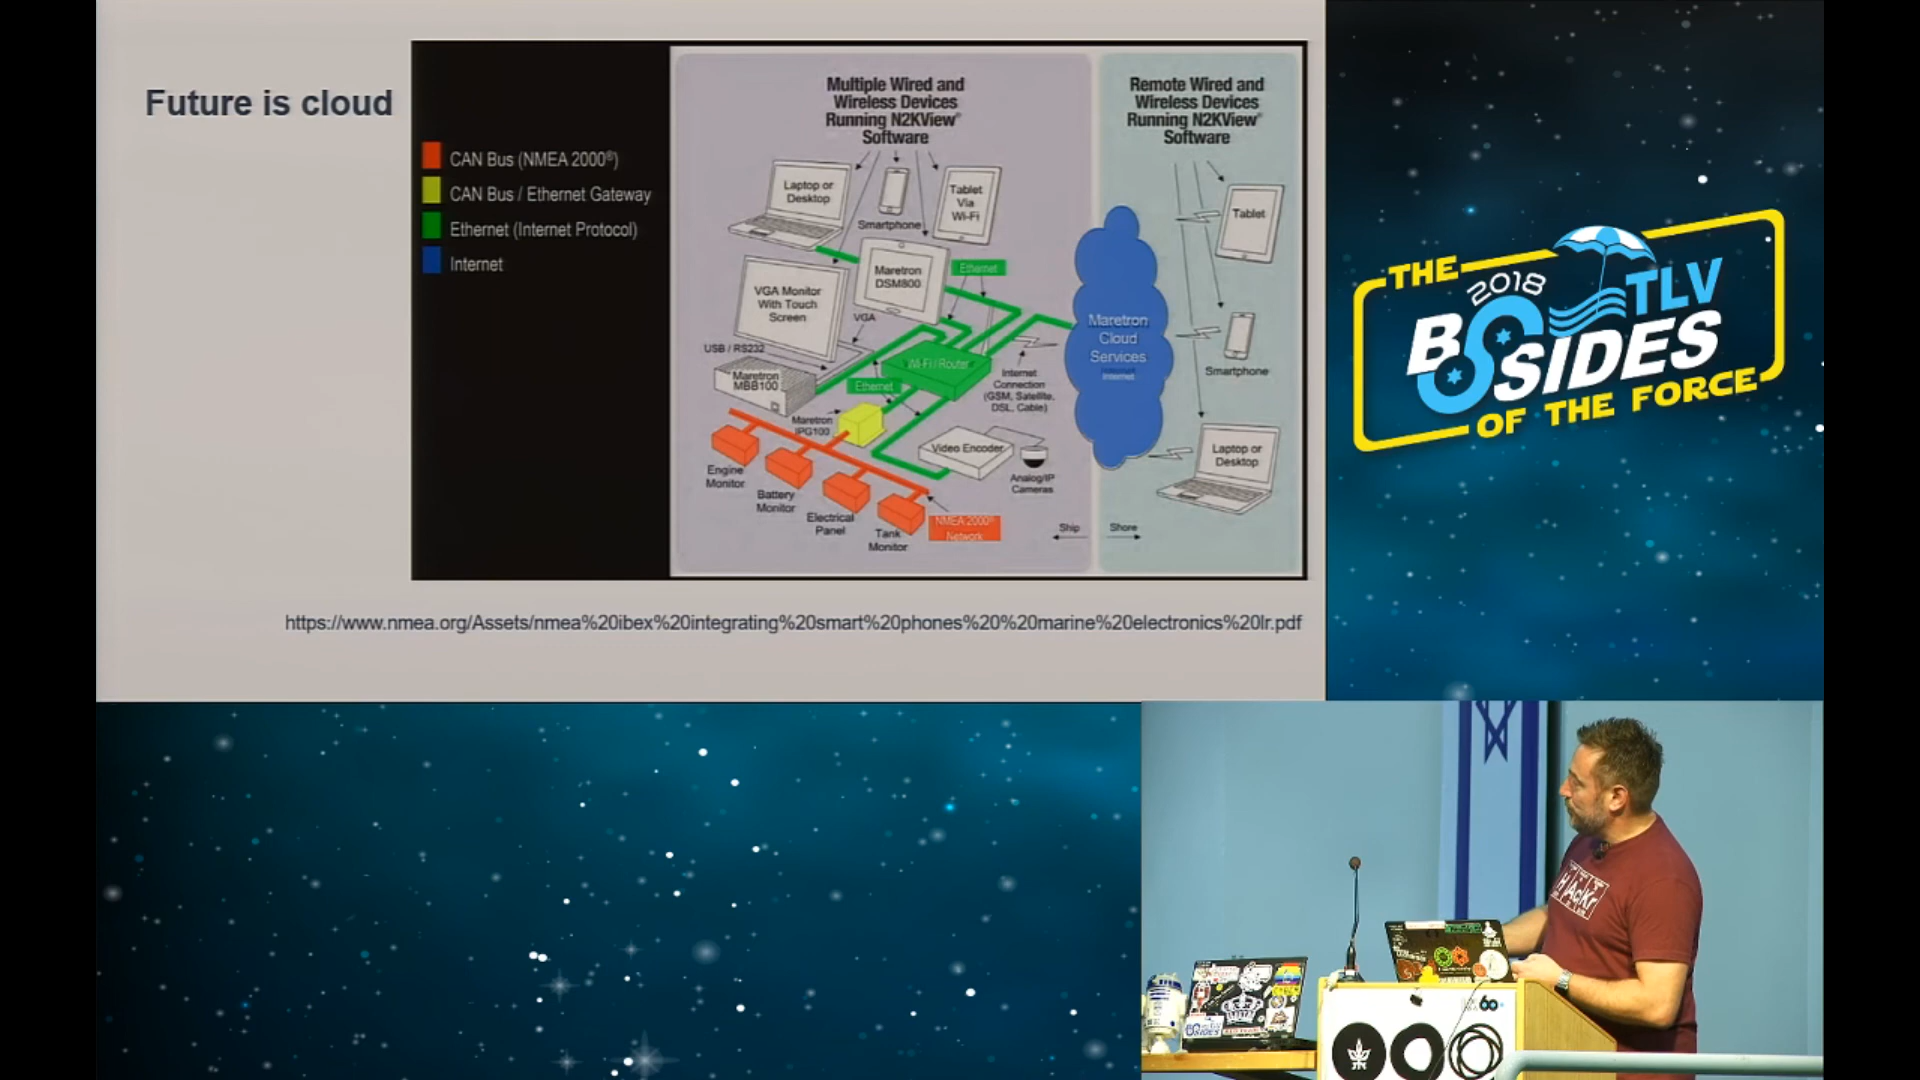 Future is cloud
CAN Bus (NMEA 2000®)
CAN Bus / Ethernet Gateway
Ethernet (Internet Protocol)
Internet
Multiple Wired and
Wireless Devices
Running N2KView®
Software
Laptop or
Desktop
Smartphone
Tablet
Via
Wi-Fi
Maretron
DSM800
Ethernet
VGA Monitor
With Touch
Screen
VGA
USB / RS232
Maretron
MBB100
Wi-Fi / Router
Ethernet
Internet
Connection
(GSM, Satellite,
DSL, Cable)
Maretron
IPG100
Video Encoder
Analog/IP
Cameras
Engine
Monitor
Battery
Monitor
Electrical
Panel
Tank
Monitor
NMEA 2000®
Network
Ship
Shore
Maretron
Cloud
Services
Internet
Remote Wired and
Wireless Devices
Running N2KView®
Software
Tablet
Smartphone
Laptop or
Desktop
https://www.nmea.org/Assets/nmea%20ibex%20integrating%20smart%20phones%20%20marine%20electronics%20lr.pdf
THE
2018
TLV
BSIDES
OF THE FORCE
HAcKr
60
SIDES